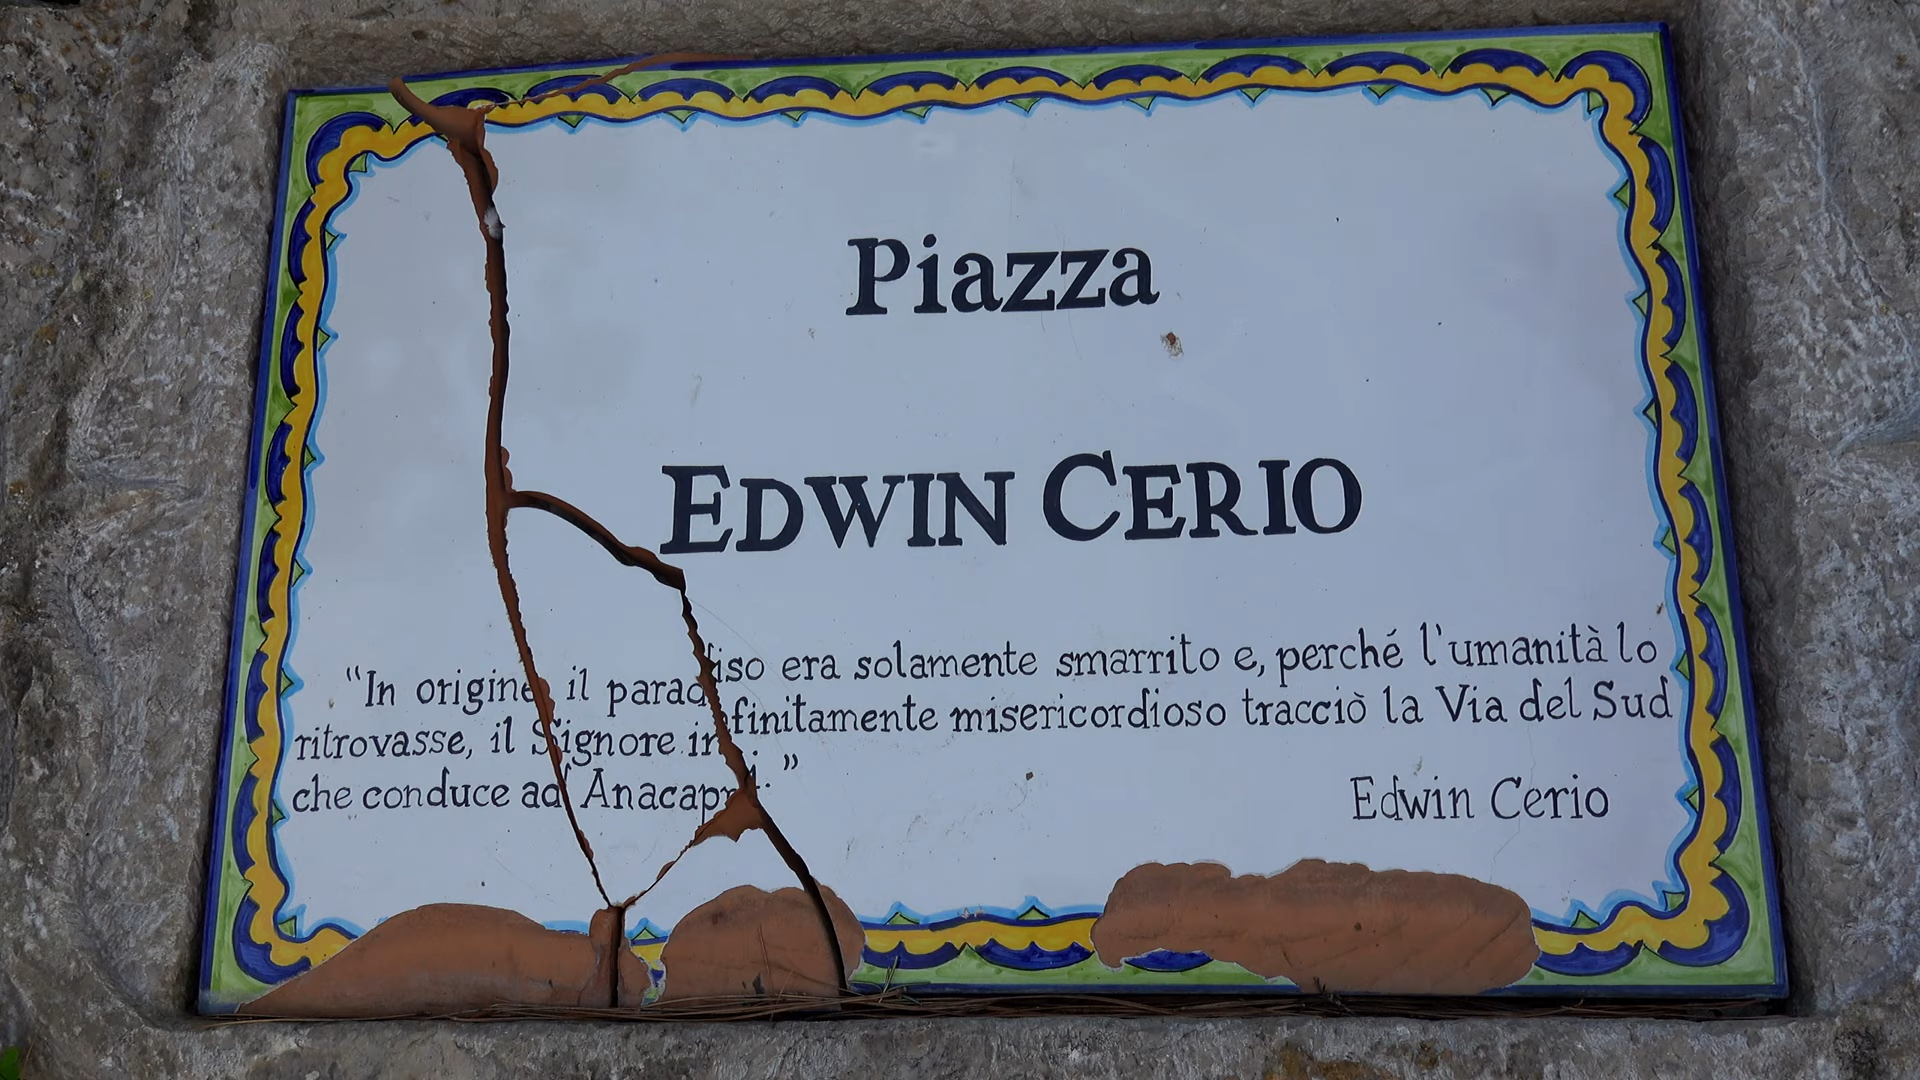 Piazza
EDWIN CERIO
“In origine il paradiso era solamente smarrito e, perché l'umanità lo
ritrovasse, il Signore infinitamente misericordioso tracciò la Via del Sud
che conduce ad Anacapri.”
Edwin Cerio